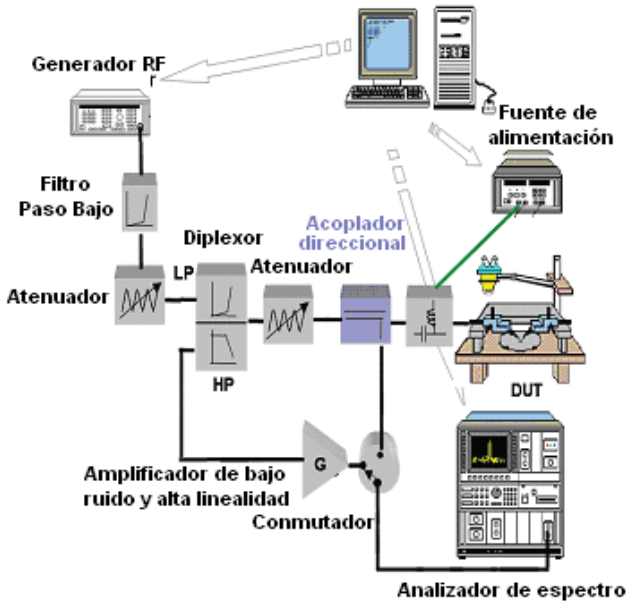 Generador RF
r
Fuente de
alimentación
Filtro
Paso Bajo
Acoplador
direccional
Diplexor
LP
Atenuador
Atenuador
HP
DUT
G
Amplificador de bajo
ruido y alta linealidad
Conmutador
Analizador de espectro